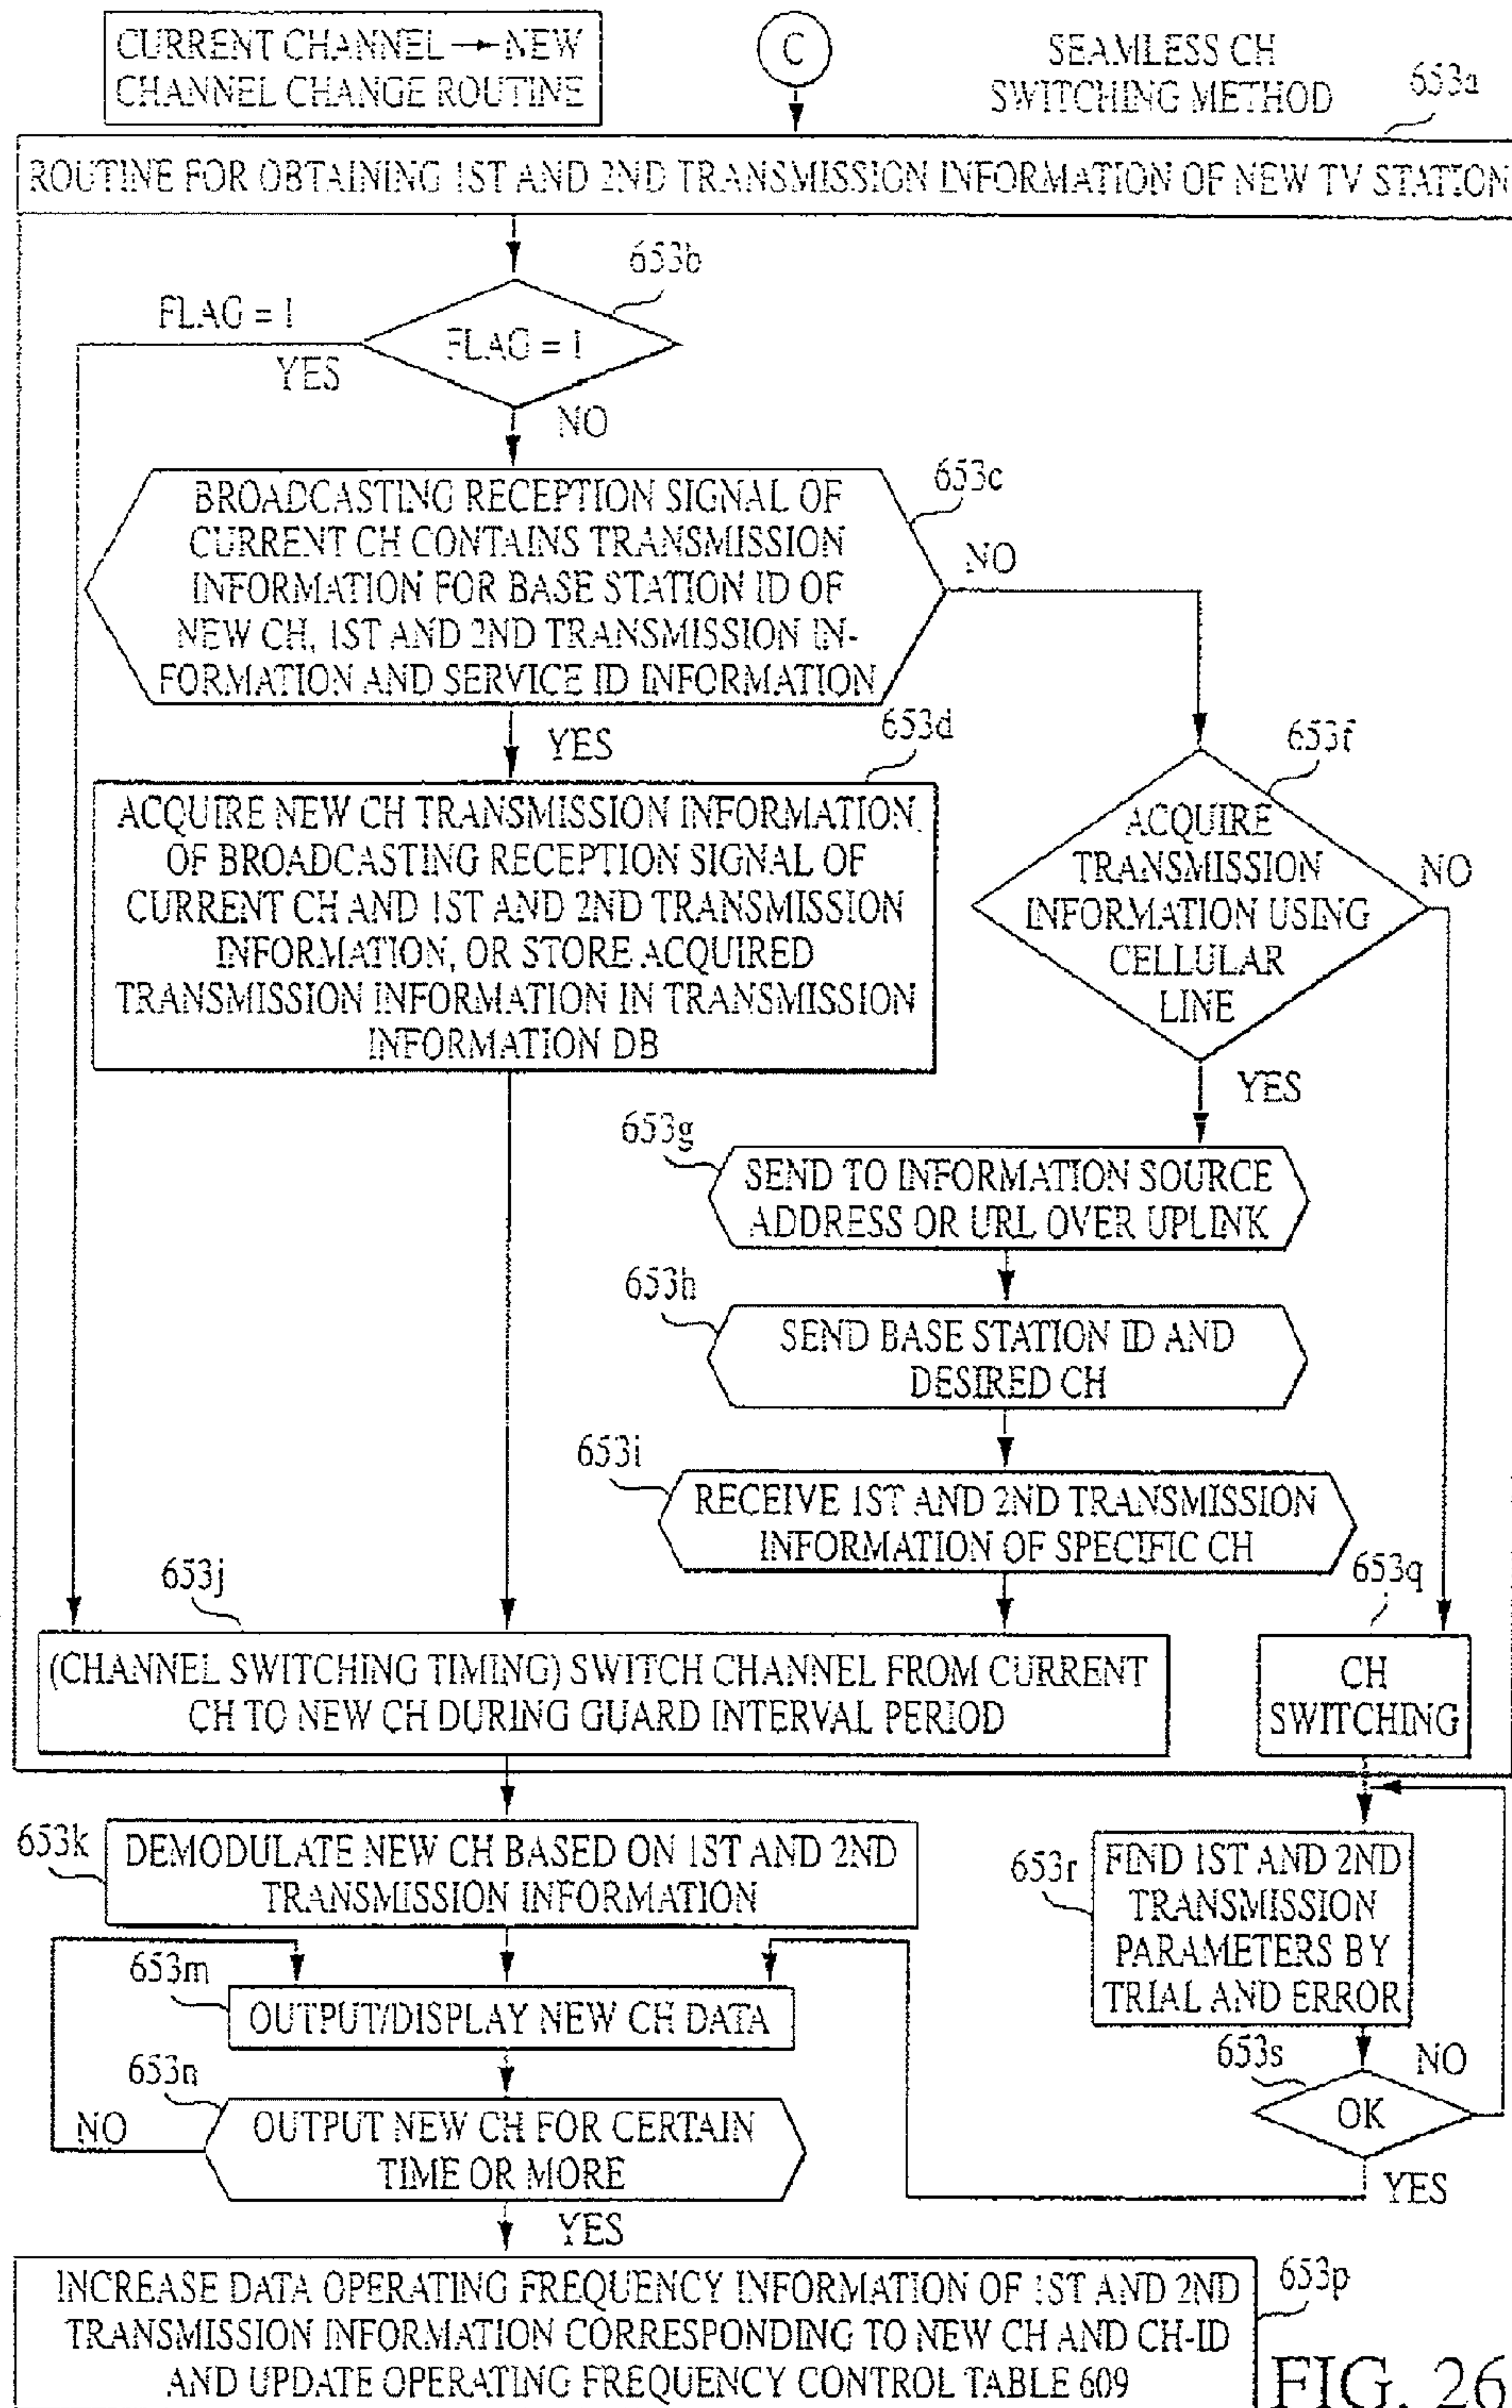 CURRENT CHANNEL → NEW
CHANNEL CHANGE ROUTINE
C
SEAMLESS CH
SWITCHING METHOD
653a
ROUTINE FOR OBTAINING 1ST AND 2ND TRANSMISSION INFORMATION OF NEW TV STATION
653b
FLAG = 1
YES
FLAG = 1
NO
653c
BROADCASTING RECEPTION SIGNAL OF
CURRENT CH CONTAINS TRANSMISSION
INFORMATION FOR BASE STATION ID OF
NEW CH, 1ST AND 2ND TRANSMISSION IN-
FORMATION AND SERVICE ID INFORMATION
NO
YES
653d
ACQUIRE NEW CH TRANSMISSION INFORMATION
OF BROADCASTING RECEPTION SIGNAL OF
CURRENT CH AND 1ST AND 2ND TRANSMISSION
INFORMATION, OR STORE ACQUIRED
TRANSMISSION INFORMATION IN TRANSMISSION
INFORMATION DB
653f
ACQUIRE
TRANSMISSION
INFORMATION USING
CELLULAR
LINE
NO
YES
653g
SEND TO INFORMATION SOURCE
ADDRESS OR URL OVER UPLINK
653h
SEND BASE STATION ID AND
DESIRED CH
653i
RECEIVE 1ST AND 2ND TRANSMISSION
INFORMATION OF SPECIFIC CH
653j
(CHANNEL SWITCHING TIMING) SWITCH CHANNEL FROM CURRENT
CH TO NEW CH DURING GUARD INTERVAL PERIOD
653q
CH
SWITCHING
653k
DEMODULATE NEW CH BASED ON 1ST AND 2ND
TRANSMISSION INFORMATION
653r
FIND 1ST AND 2ND
TRANSMISSION
PARAMETERS BY
TRIAL AND ERROR
653m
OUTPUT/DISPLAY NEW CH DATA
653s
OK
NO
YES
653n
OUTPUT NEW CH FOR CERTAIN
TIME OR MORE
NO
YES
653p
INCREASE DATA OPERATING FREQUENCY INFORMATION OF 1ST AND 2ND
TRANSMISSION INFORMATION CORRESPONDING TO NEW CH AND CH-ID
AND UPDATE OPERATING FREQUENCY CONTROL TABLE 609
FIG. 26